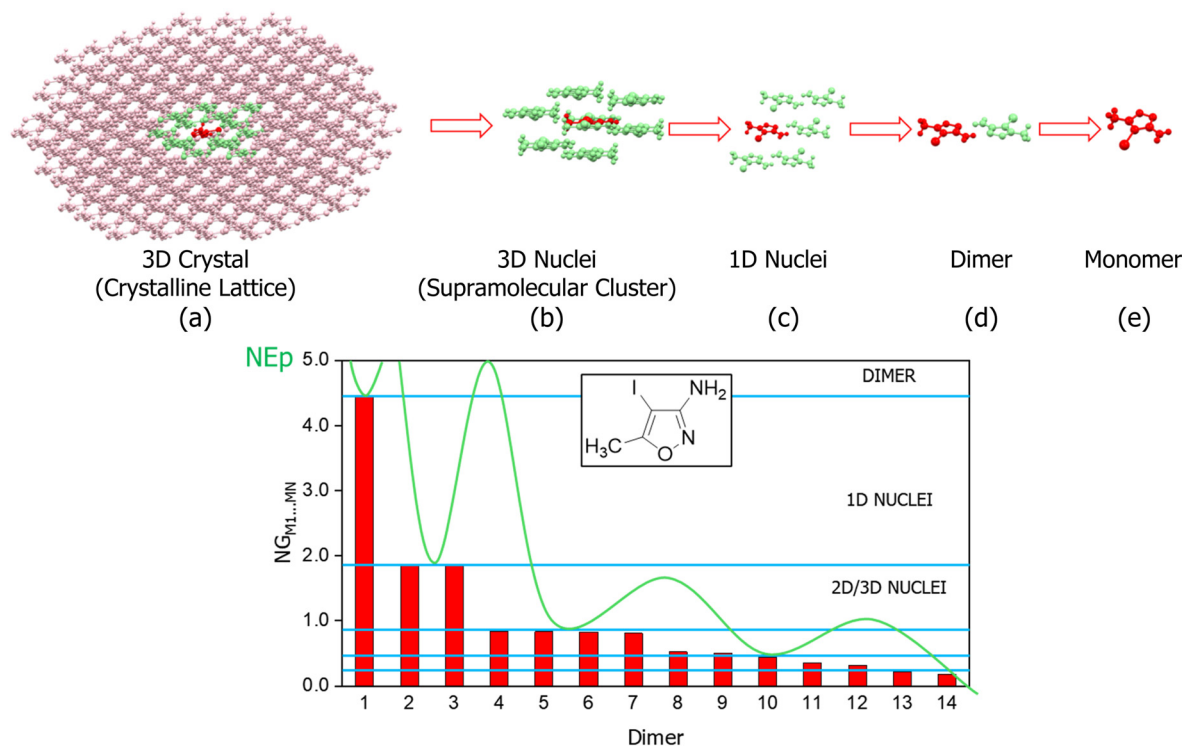 3D Crystal
(Crystalline Lattice)
(a)
3D Nuclei
(Supramolecular Cluster)
(b)
1D Nuclei
(c)
Dimer
(d)
Monomer
(e)
NEp
5.0
4.0
3.0
2.0
1.0
0.0
NG_M1...MN
DIMER
1D NUCLEI
2D/3D NUCLEI
I
NH₂
H₃C
N
O
1 2 3 4 5 6 7 8 9 10 11 12 13 14
Dimer